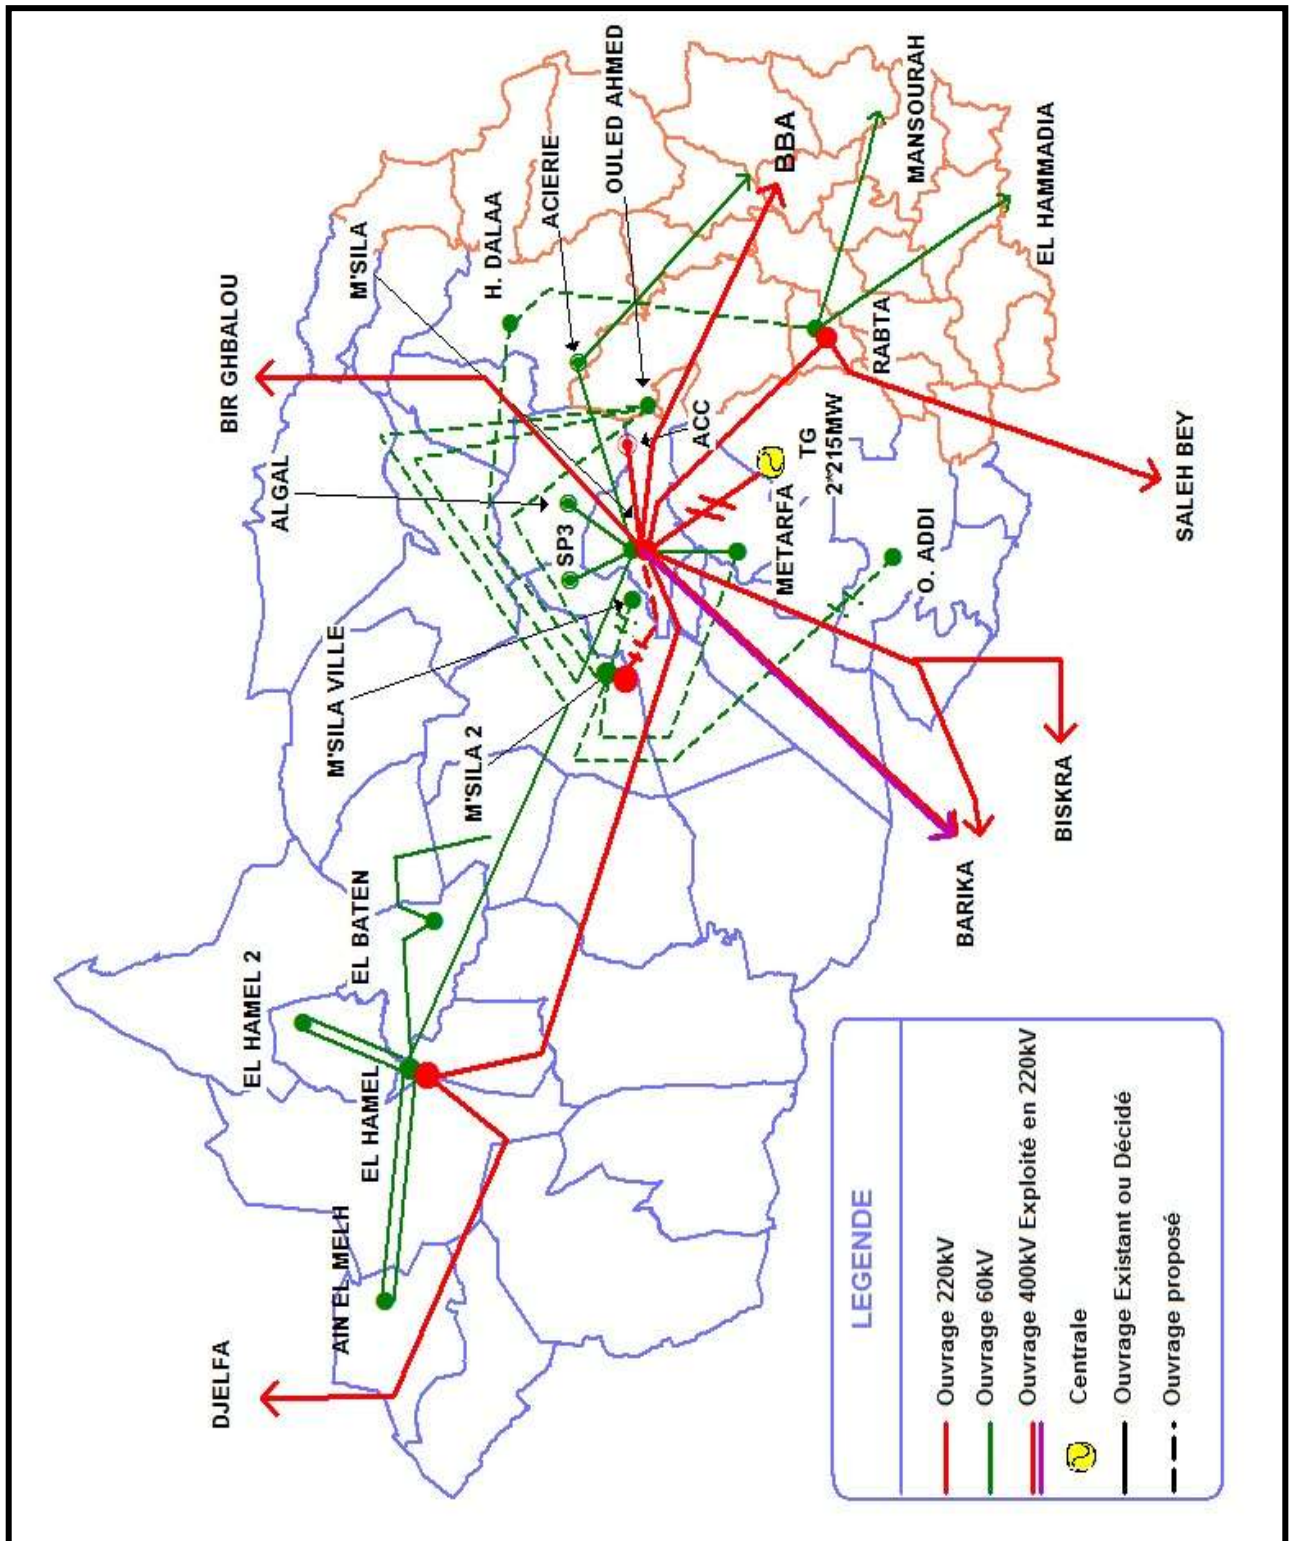 BIR GHBALOU
M'SILA
H. DALAA
ACIERIE
OULED AHMED
BBA
MANSOURAH
EL HAMMADIA
ALGAL
SP3
ACC
TG
2*215MW
RABTA
METARFA
O. ADDI
SALEH BEY
M'SILA VILLE
M'SILA 2
BISKRA
BARIKA
EL BATEN
EL HAMEL 2
EL HAMEL
AIN EL MELH
DJELFA
LEGENDE
Ouvrage 220kV
Ouvrage 60kV
Ouvrage 400kV Exploité en 220kV
Centrale
Ouvrage Existant ou Décidé
Ouvrage proposé